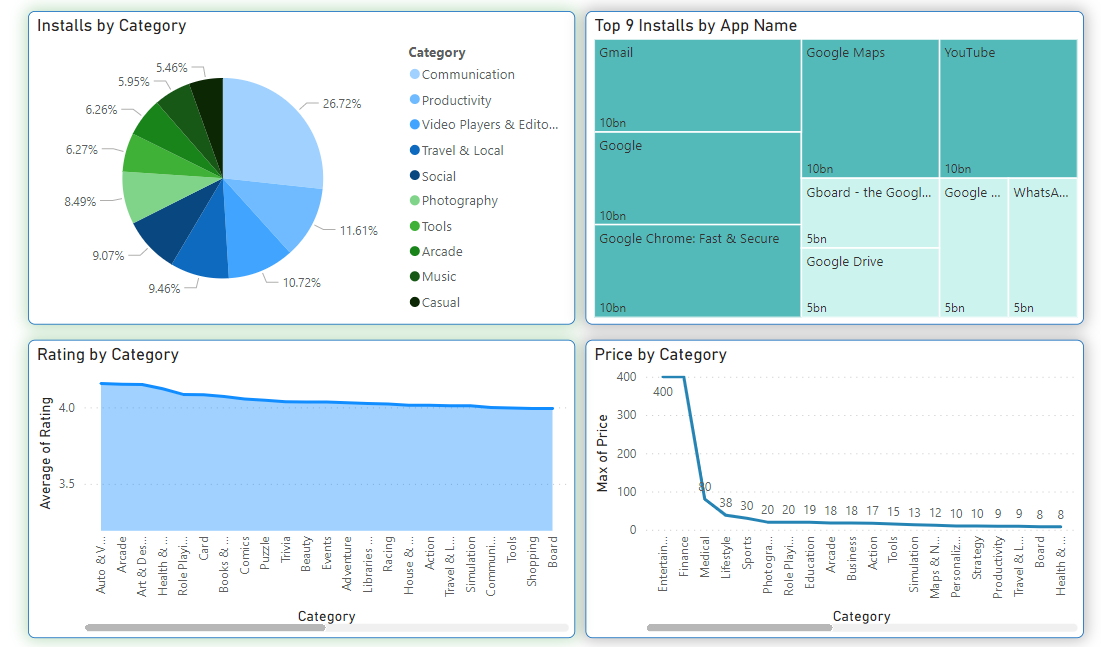 Installs by Category
Category
Communication
Productivity
Video Players & Edito...
Travel & Local
Social
Photography
Tools
Arcade
Music
Casual
26.72%
11.61%
10.72%
9.46%
9.07%
8.49%
6.27%
6.26%
5.95%
5.46%
Top 9 Installs by App Name
Gmail
10bn
Google
10bn
Google Chrome: Fast & Secure
10bn
Google Maps
10bn
YouTube
10bn
Gboard - the Googl...
5bn
Google Drive
5bn
Google ...
5bn
WhatsA...
5bn
Rating by Category
Average of Rating
4.0
3.5
Auto & V...
Arcade
Art & Des...
Health & ...
Role Playi...
Card
Books & ...
Comics
Puzzle
Trivia
Beauty
Events
Adventure
Libraries ...
Racing
House & ...
Action
Travel & L...
Simulation
Communi...
Tools
Shopping
Board
Category
Price by Category
Max of Price
400
300
200
100
0
400
80
38
30
20
20
19
18
18
17
15
13
12
10
10
9
9
8
8
Entertain...
Finance
Medical
Lifestyle
Sports
Photogra...
Role Playi...
Education
Arcade
Business
Action
Tools
Simulation
Maps & N...
Personaliz...
Strategy
Productivity
Travel & L...
Board
Health & ...
Category